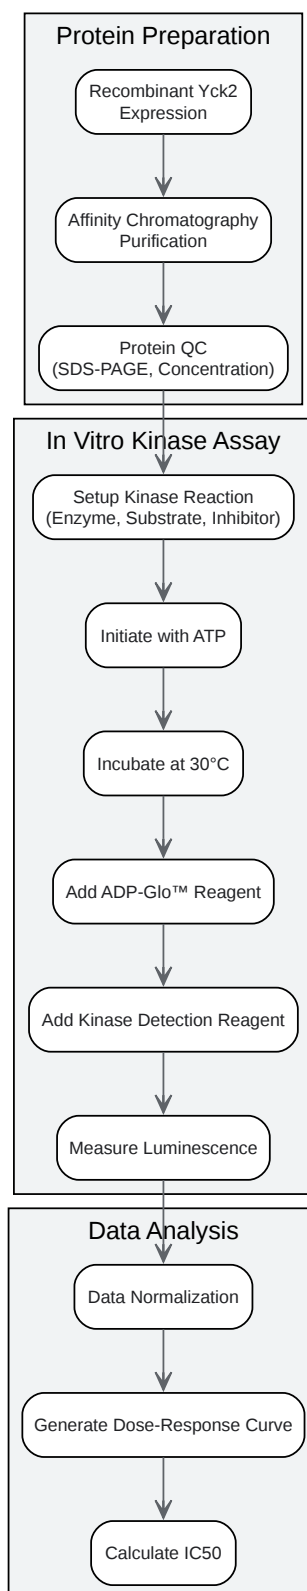 Protein Preparation
Recombinant Yck2
Expression
Affinity Chromatography
Purification
Protein QC
(SDS-PAGE, Concentration)
In Vitro Kinase Assay
Setup Kinase Reaction
(Enzyme, Substrate, Inhibitor)
Initiate with ATP
Incubate at 30°C
Add ADP-Glo™ Reagent
Add Kinase Detection Reagent
Measure Luminescence
Data Analysis
Data Normalization
Generate Dose-Response Curve
Calculate IC50